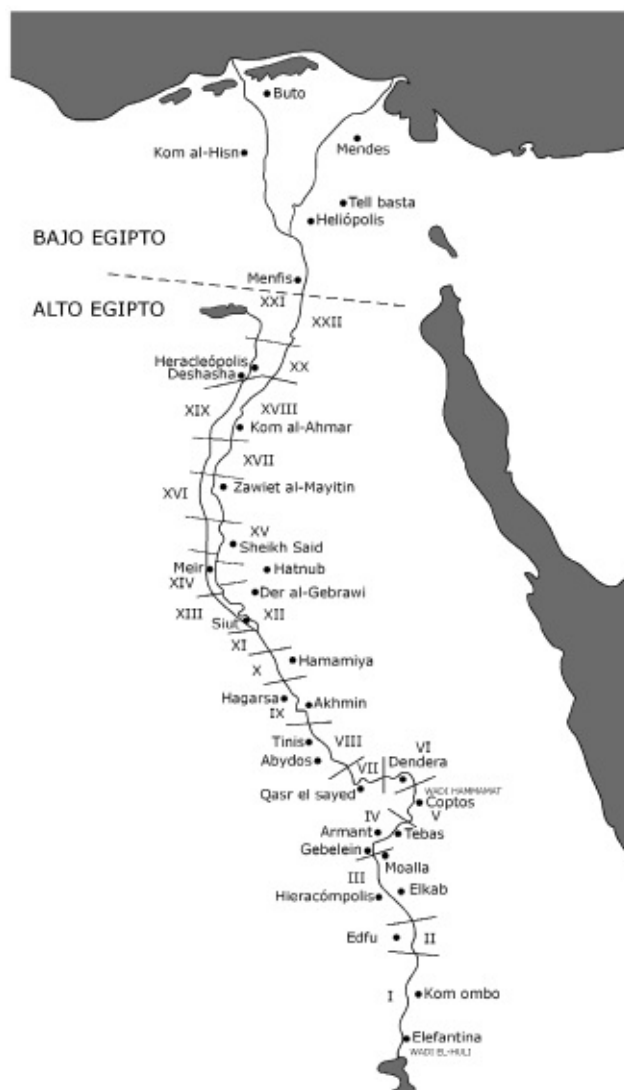 Buto
Mendes
Kom al-Hisn
Tell basta
Heliópolis
BAJO EGIPTO
Menfis
XXI
ALTO EGIPTO
XXII
Heracleópolis
XX
Deshasha
XIX
XVIII
Kom al-Ahmar
XVII
XVI
Zawiet al-Mayitin
XV
Sheikh Said
Meir
Hatnub
XIV
Der al-Gebrawi
XIII
XII
Siut
XI
Hamamiya
X
Hagarsa
Akhmin
IX
Tinis
VIII
VI
Abydos
VII
Dendera
Qasr el sayed
WADI HAMMAMAT
Coptos
IV
V
Armant
Tebas
Gebelein
Moalla
III
Elkab
Hieracómpolis
Edfu
II
I
Kom ombo
Elefantina
WADI EL-HULI